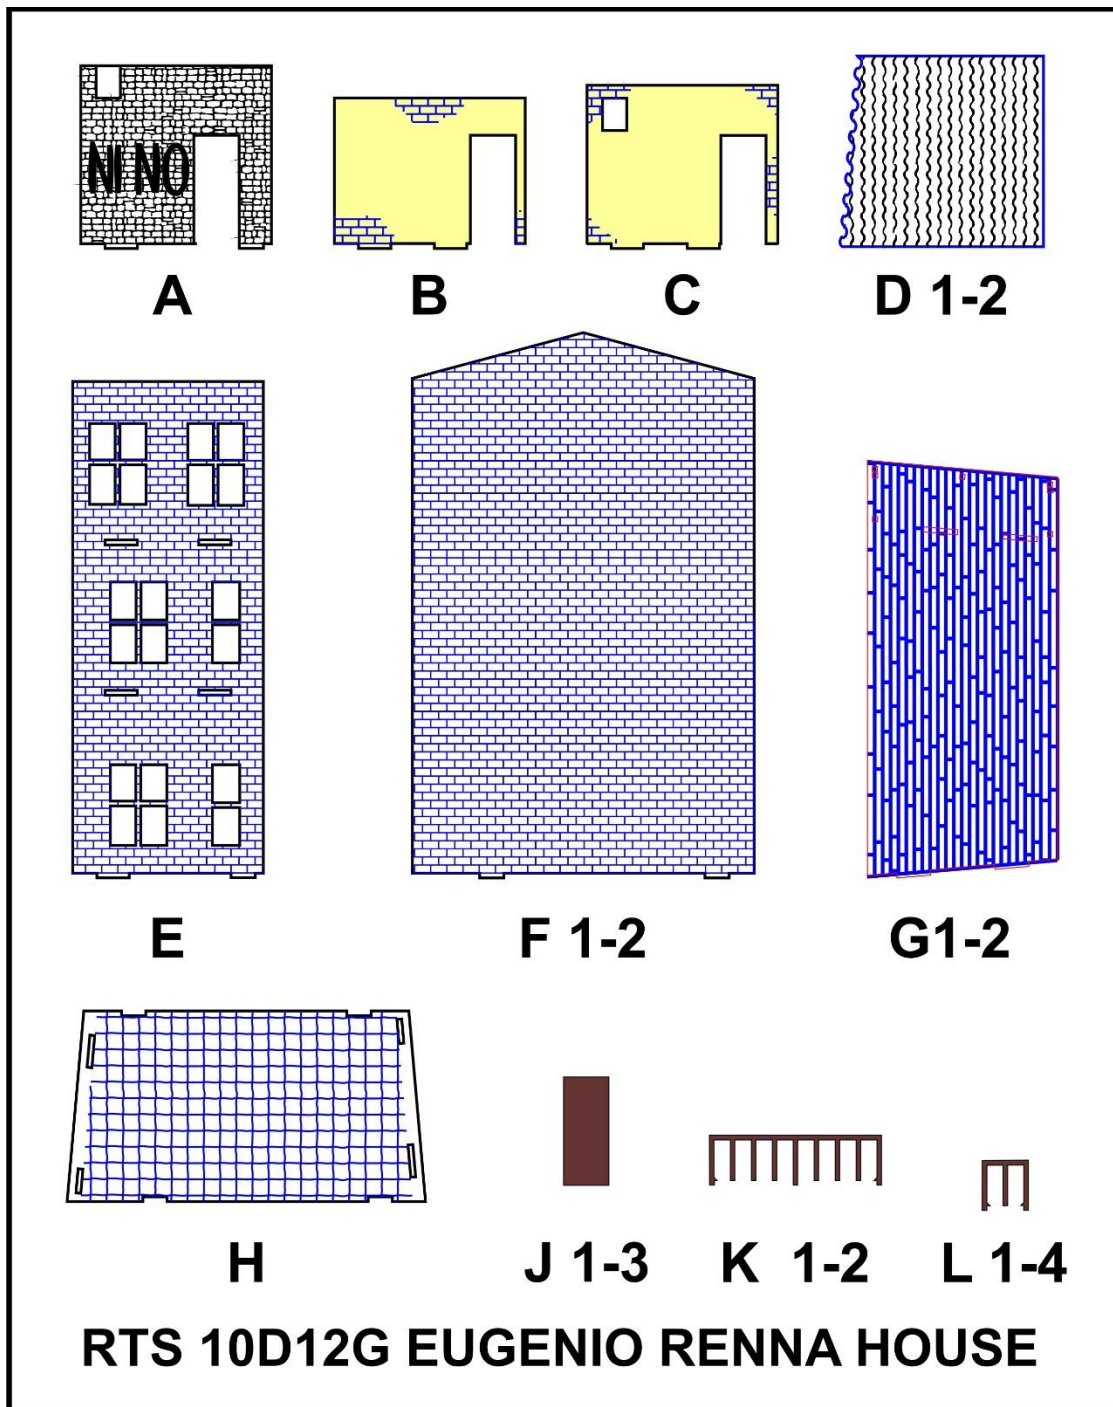 NI NO
A B C D 1-2
E F 1-2 G1-2
H J 1-3 K 1-2 L 1-4
RTS 10D12G EUGENIO RENNA HOUSE